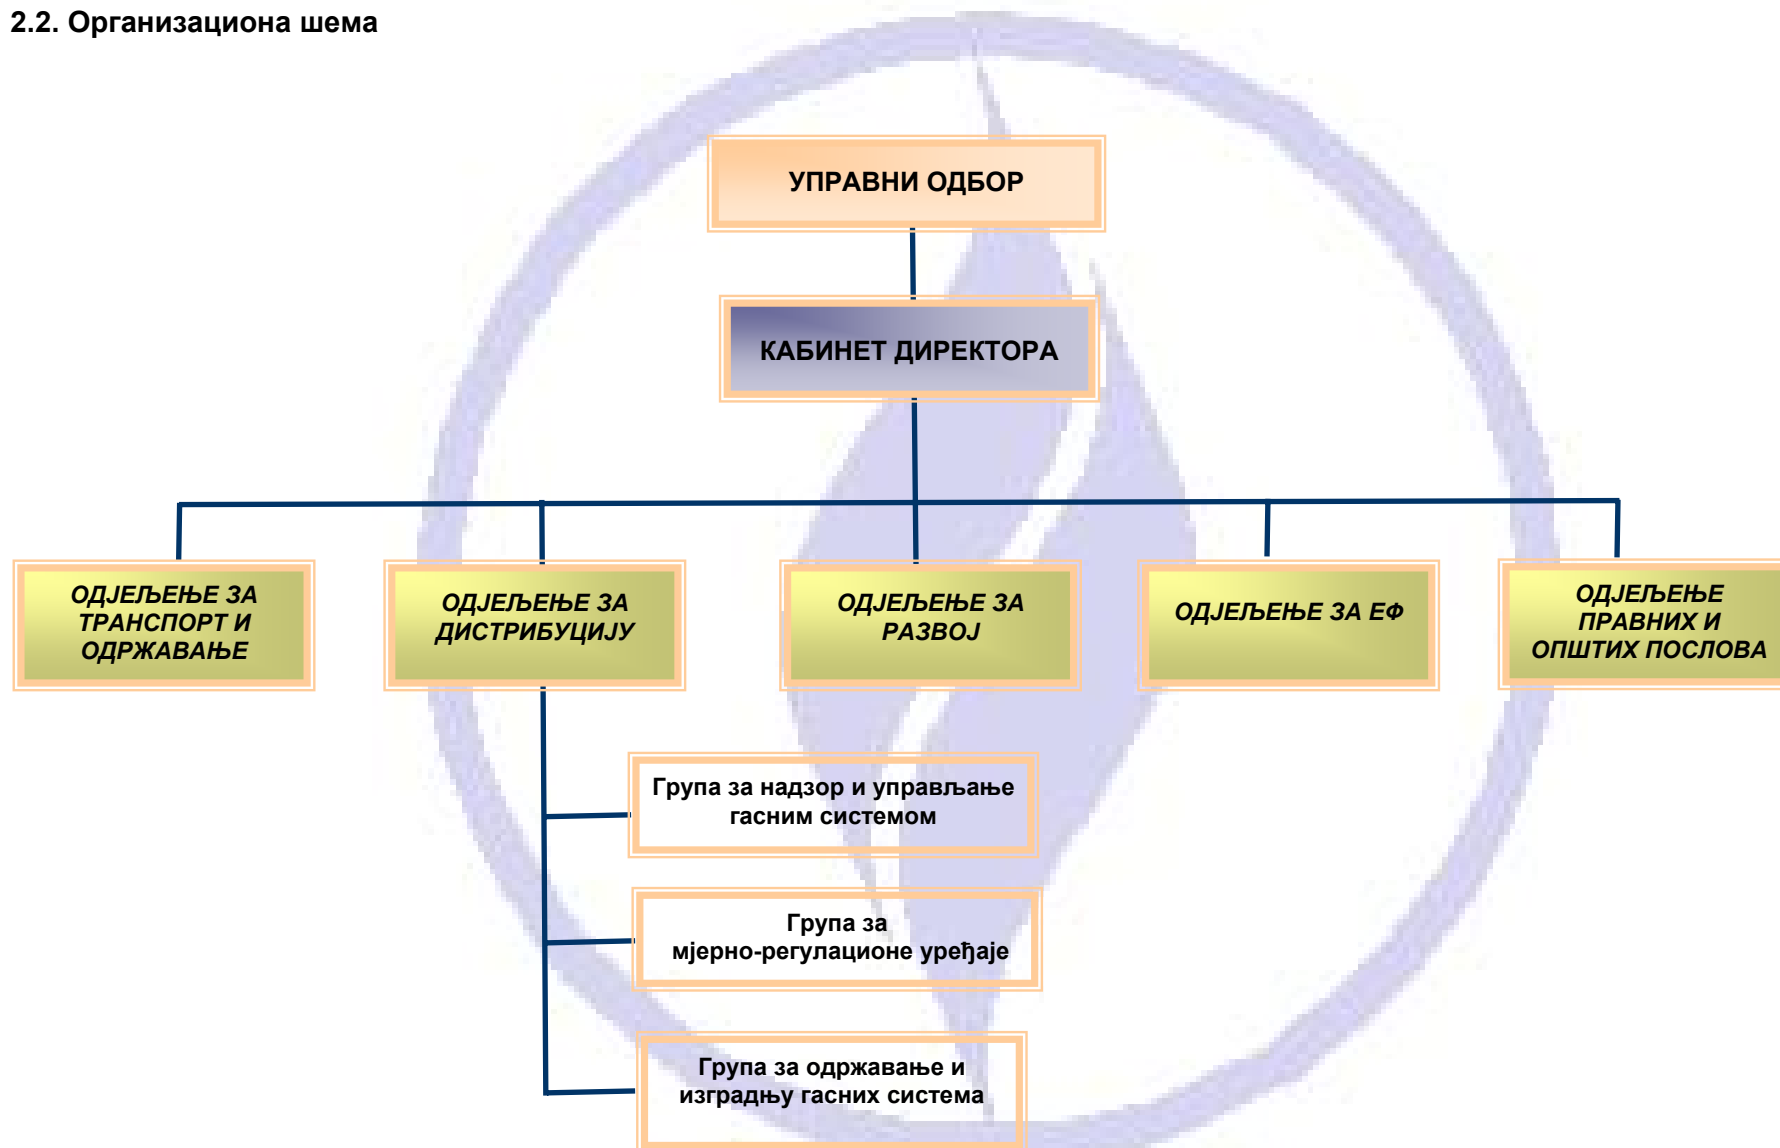 2.2. Организациона шема
УПРАВНИ ОДБОР
КАБИНЕТ ДИРЕКТОРА
ОДЈЕЉЕЊЕ ЗА
ТРАНСПОРТ И
ОДРЖАВАЊЕ
ОДЈЕЉЕЊЕ ЗА
ДИСТРИБУЦИЈУ
ОДЈЕЉЕЊЕ ЗА
РАЗВОЈ
ОДЈЕЉЕЊЕ ЗА ЕФ
ОДЈЕЉЕЊЕ
ПРАВНИХ И
ОПШТИХ ПОСЛОВА
Група за надзор и управљање
гасним системом
Група за
мјерно-регулационе уређаје
Група за одржавање и
изградњу гасних система